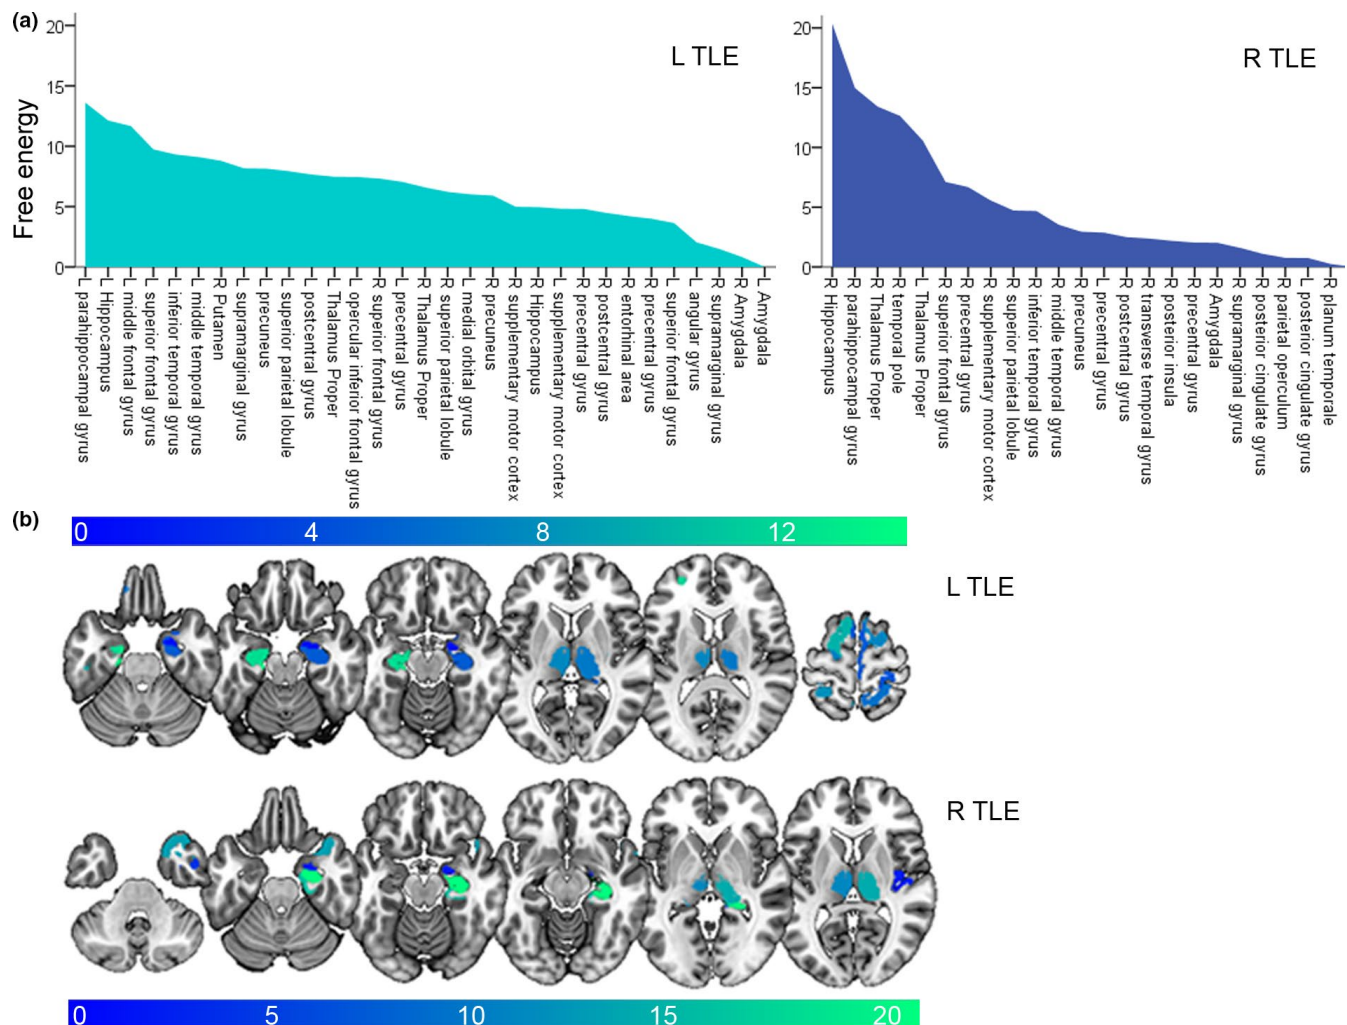 (a)
L TLE
Free energy
20
15
10
5
0
L parahippocampal gyrus
L Hippocampus
L middle frontal gyrus
L superior frontal gyrus
L inferior temporal gyrus
L middle temporal gyrus
R Putamen
L supramarginal gyrus
L precuneus
L superior parietal lobule
L postcentral gyrus
L Thalamus Proper
L opercular inferior frontal gyrus
R superior frontal gyrus
L precentral gyrus
R Thalamus Proper
R superior parietal lobule
L medial orbital gyrus
R precuneus
R supplementary motor cortex
R Hippocampus
L supplementary motor cortex
R precentral gyrus
R postcentral gyrus
R entorhinal area
R precentral gyrus
L superior frontal gyrus
L angular gyrus
R supramarginal gyrus
R Amygdala
L Amygdala
R TLE
20
15
10
5
0
R Hippocampus
R parahippocampal gyrus
R Thalamus Proper
R temporal pole
L Thalamus Proper
R superior frontal gyrus
R precentral gyrus
R supplementary motor cortex
R superior parietal lobule
R inferior temporal gyrus
R middle temporal gyrus
R precuneus
L precentral gyrus
R postcentral gyrus
R transverse temporal gyrus
R posterior insula
R precentral gyrus
R Amygdala
R supramarginal gyrus
R posterior cingulate gyrus
R parietal operculum
L posterior cingulate gyrus
R planum temporale
(b)
0 4 8 12
L TLE
R TLE
0 5 10 15 20